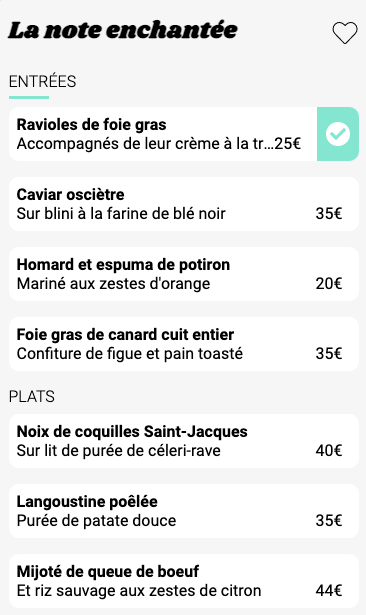 La note enchantée
ENTRÉES
Ravioles de foie gras
Accompagnés de leur crème à la tr...25€
Caviar osciètre
Sur blini à la farine de blé noir 35€
Homard et espuma de potiron
Mariné aux zestes d'orange 20€
Foie gras de canard cuit entier
Confiture de figue et pain toasté 35€
PLATS
Noix de coquilles Saint-Jacques
Sur lit de purée de céleri-rave 40€
Langoustine poêlée
Purée de patate douce 35€
Mijoté de queue de boeuf
Et riz sauvage aux zestes de citron 44€